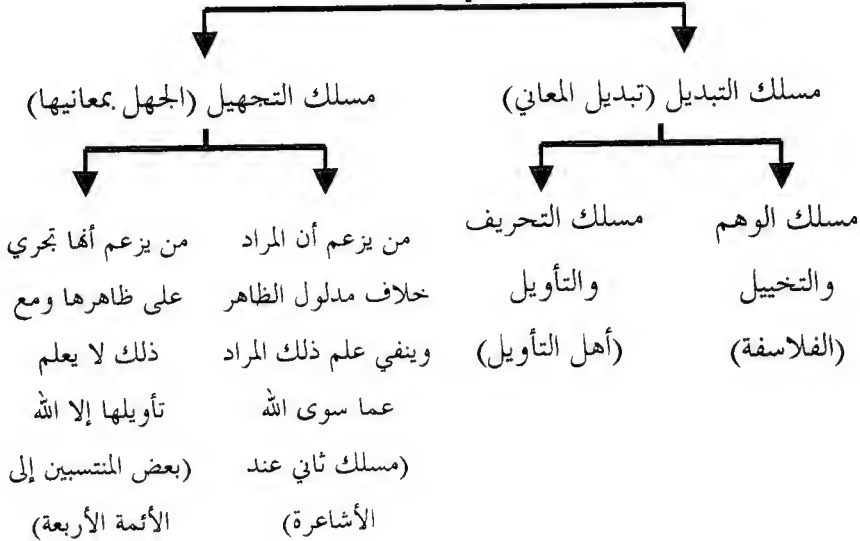 مسلك التبديل (تبديل المعاني)
مسلك التجهيل (الجهل بمعانيها)
مسلك الوهم
والتخييل
(الفلاسفة)
مسلك التحريف
والتأويل
(أهل التأويل)
من يزعم أن المراد
خلاف مدلول الظاهر
وينفي علم ذلك المراد
عما سوى الله
(مسلك ثاني عند
الأشاعرة)
من يزعم أنها تجري
على ظاهرها ومع
ذلك لا يعلم
تأويلها إلا الله
(بعض المنتسبين إلى
الأئمة الأربعة)